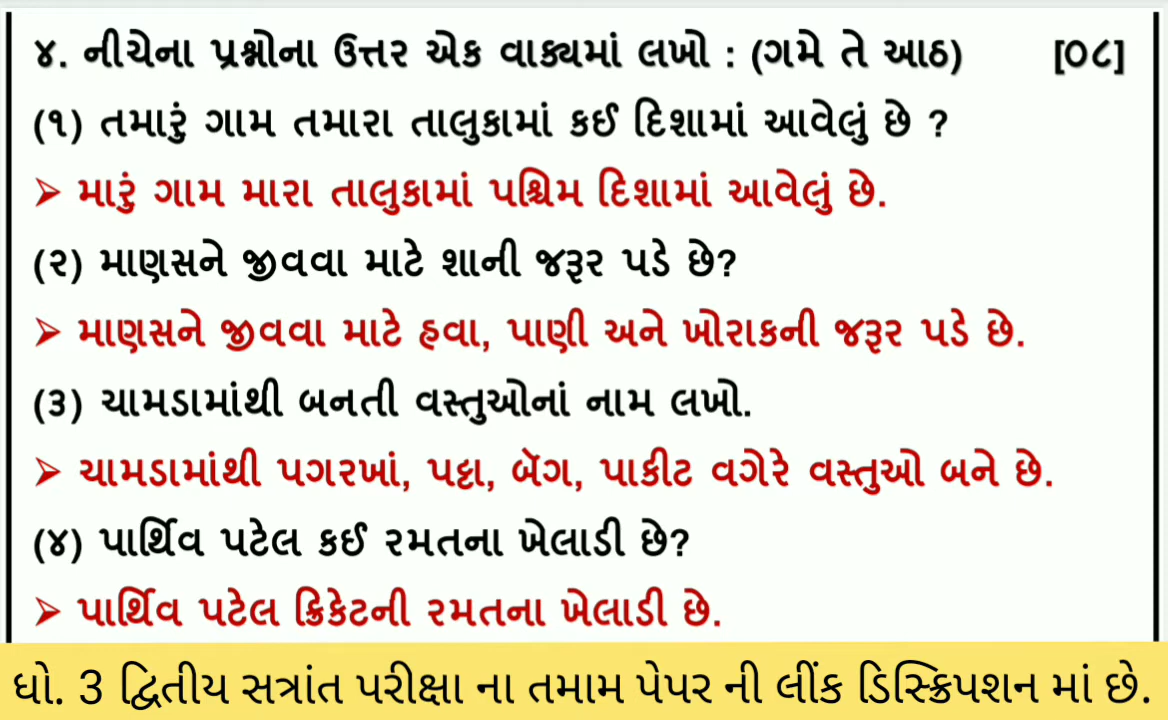 ૪. નીચેના પ્રશ્નોના ઉત્તર એક વાક્યમાં લખો : (ગમે તે આઠ) [૦૮]
(૧) તમારું ગામ તમારા તાલુકામાં કઈ દિશામાં આવેલું છે ?
➢ મારું ગામ મારા તાલુકામાં પશ્ચિમ દિશામાં આવેલું છે.
(૨) માણસને જીવવા માટે શાની જરૂર પડે છે?
➢ માણસને જીવવા માટે હવા, પાણી અને ખોરાકની જરૂર પડે છે.
(૩) ચામડામાંથી બનતી વસ્તુઓનાં નામ લખો.
➢ ચામડામાંથી પગરખાં, પટ્ટા, બૅગ, પાકીટ વગેરે વસ્તુઓ બને છે.
(૪) પાર્થિવ પટેલ કઈ રમતના ખેલાડી છે?
➢ પાર્થિવ પટેલ ક્રિકેટની રમતના ખેલાડી છે.
ધો. 3 દ્વિતીય સત્રાંત પરીક્ષા ના તમામ પેપર ની લીંક ડિસ્ક્રિપશન માં છે.